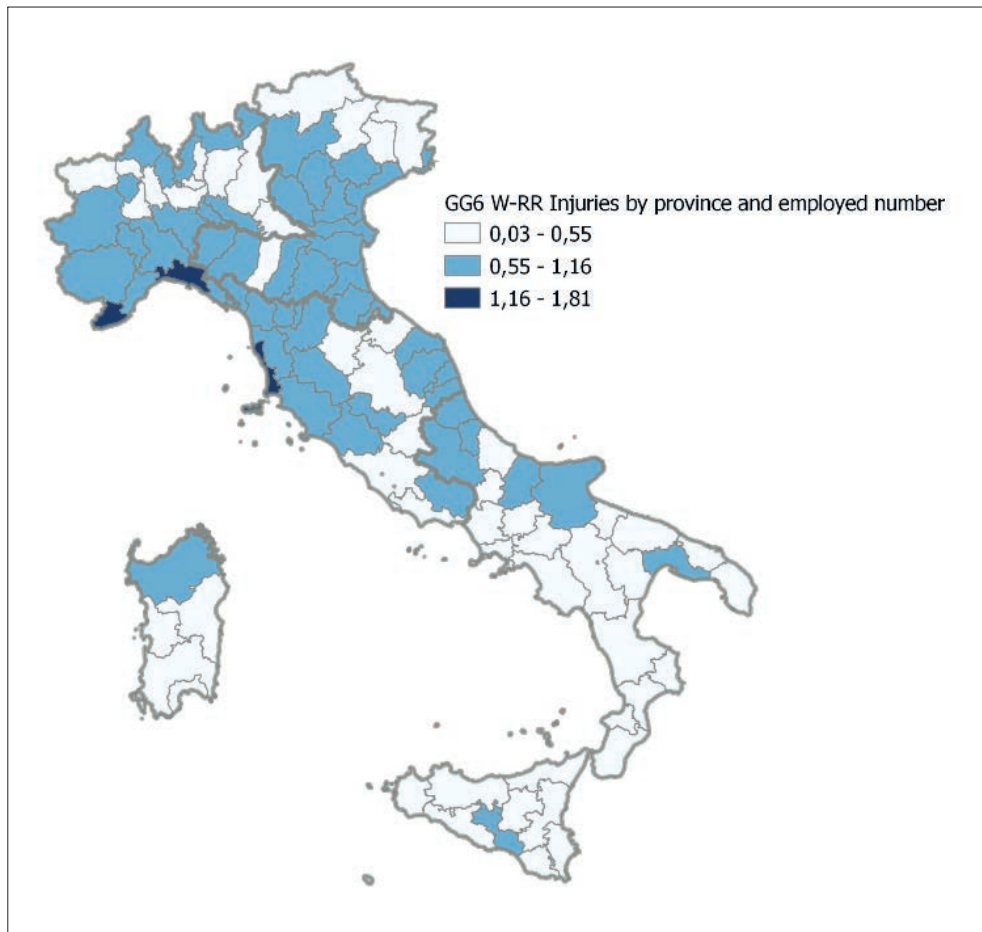 GG6 W-RR Injuries by province and employed number
0,03 - 0,55
0,55 - 1,16
1,16 - 1,81